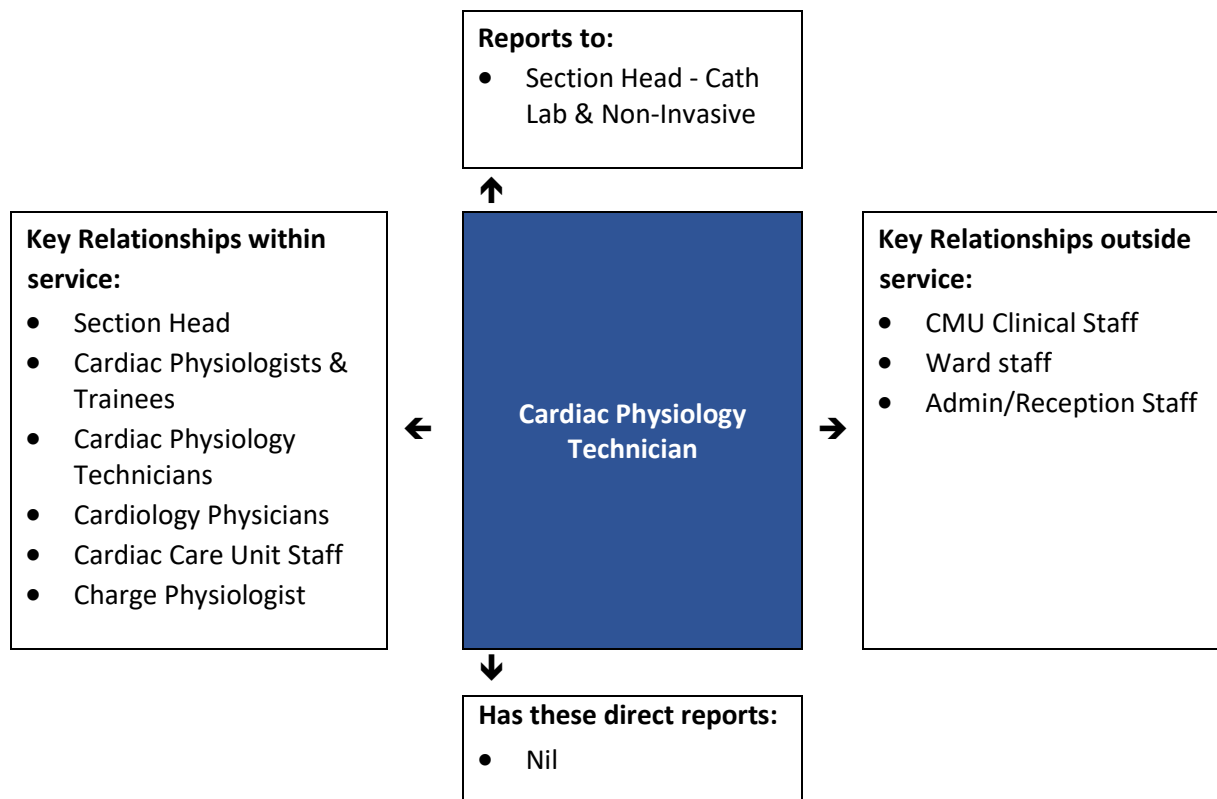 Reports to:
● Section Head - Cath
Lab & Non-Invasive
🡩
Key Relationships within
service:
● Section Head
● Cardiac Physiologists &
Trainees
● Cardiac Physiology
Technicians
● Cardiology Physicians
● Cardiac Care Unit Staff
● Charge Physiologist
🡨
Cardiac Physiology
Technician
🡪
Key Relationships outside
service:
● CMU Clinical Staff
● Ward staff
● Admin/Reception Staff
🡫
Has these direct reports:
● Nil